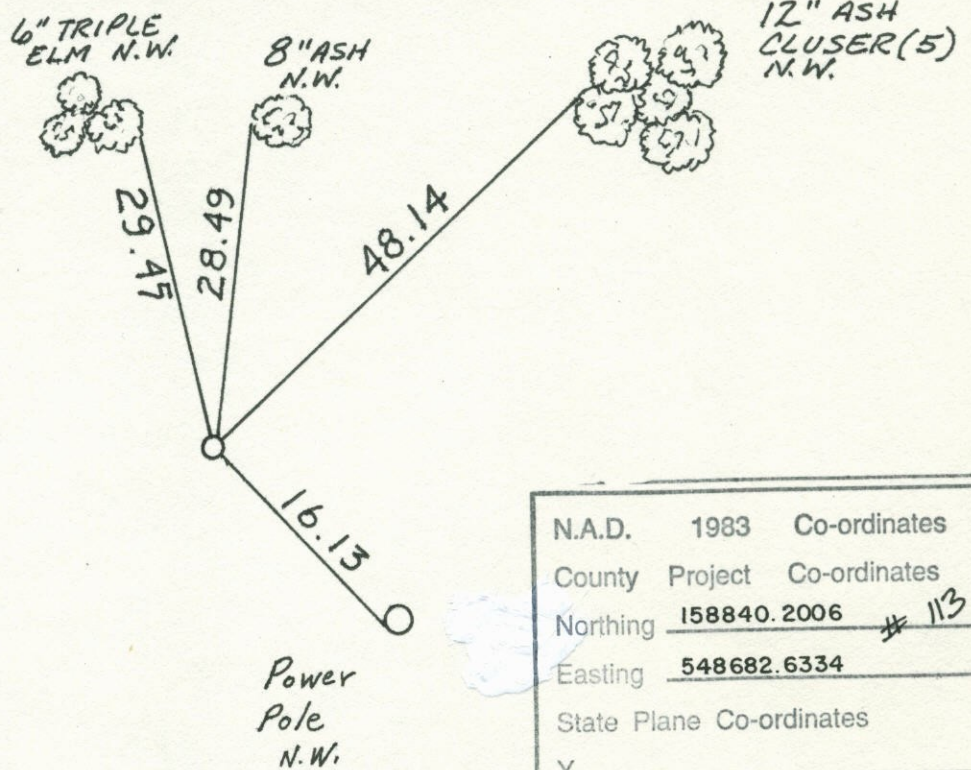 6" TRIPLE
ELM N.W.
8" ASH
N.W.
12" ASH
CLUSER (5)
N.W.
29.45
28.49
48.14
16.13
Power
Pole
N.W.
N.A.D. 1983 Co-ordinates
County Project Co-ordinates
Northing 158840.2006 # 113
Easting 548682.6334
State Plane Co-ordinates